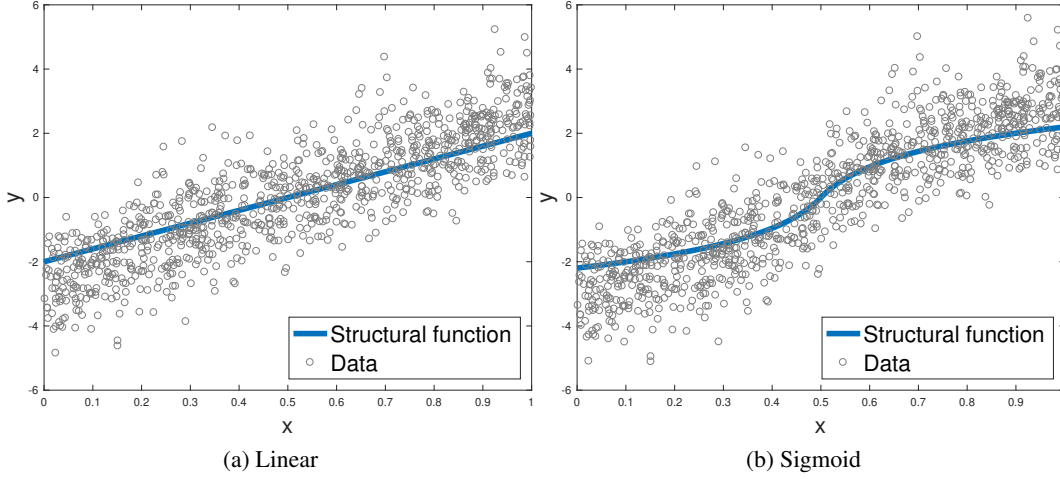 6
4
2
0
-2
-4
-6
y
0 0.1 0.2 0.3 0.4 0.5 0.6 0.7 0.8 0.9 1
x
Structural function
Data
(a) Linear
6
4
2
0
-2
-4
-6
y
0 0.1 0.2 0.3 0.4 0.5 0.6 0.7 0.8 0.9
x
Structural function
Data
(b) Sigmoid